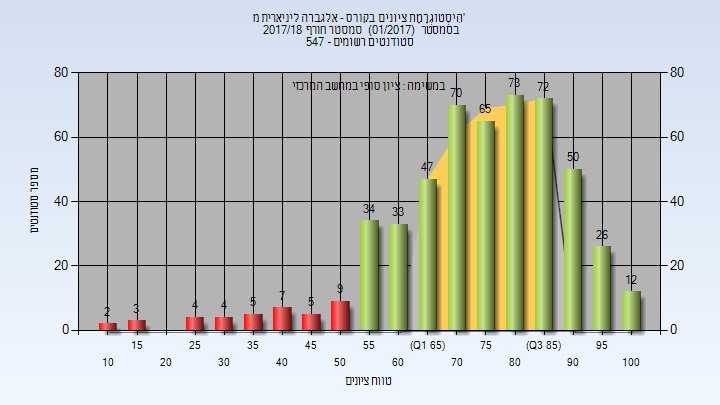 הִיסְטוֹגְרָמַת ציונים בקורס - אלגברה ליניארית מ'
בסמסטר (01/2017) סמסטר חורף 2017/18
סטודנטים רשומים - 547
במשימה : ציון סופי במחשב המרכזי
מספר סטודנטים
80 80
60 60
40 40
20 20
0 0
2 3 4 4 5 7 5 9 34 33 47 70 65 73 72 50 26 12
15 25 35 45 55 (Q1 65) 75 (Q3 85) 95
10 20 30 40 50 60 70 80 90 100
טווח ציונים